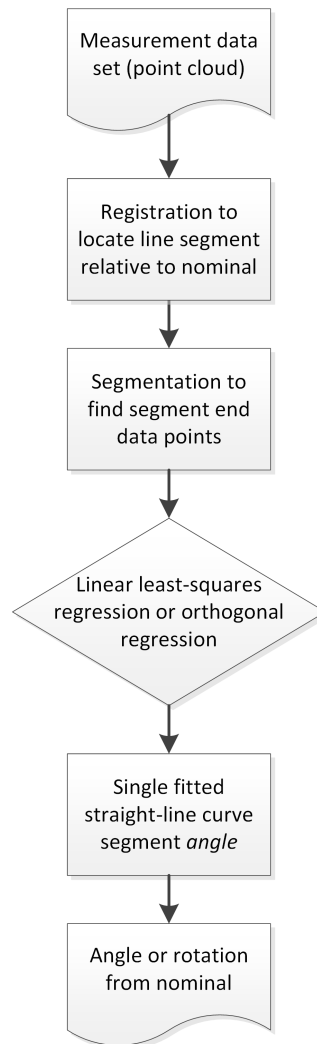 Measurement data
set (point cloud)
Registration to
locate line segment
relative to nominal
Segmentation to
find segment end
data points
Linear least-squares
regression or orthogonal
regression
Single fitted
straight-line curve
segment angle
Angle or rotation
from nominal